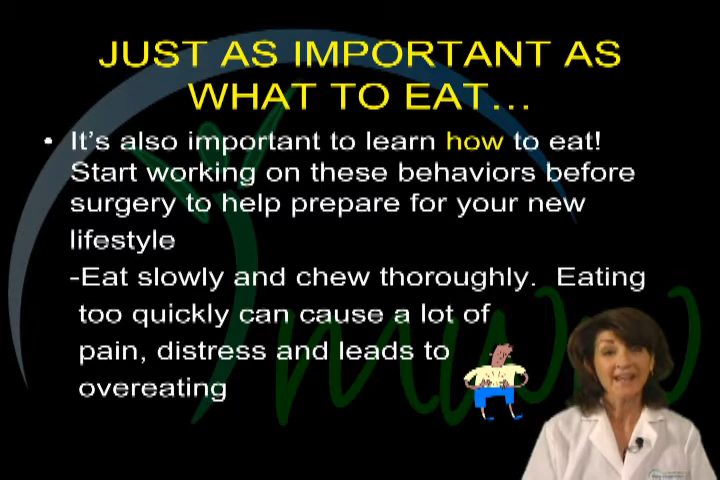 JUST AS IMPORTANT AS
WHAT TO EAT…
• It's also important to learn how to eat!
Start working on these behaviors before
surgery to help prepare for your new
lifestyle
-Eat slowly and chew thoroughly.  Eating
too quickly can cause a lot of
pain, distress and leads to
overeating